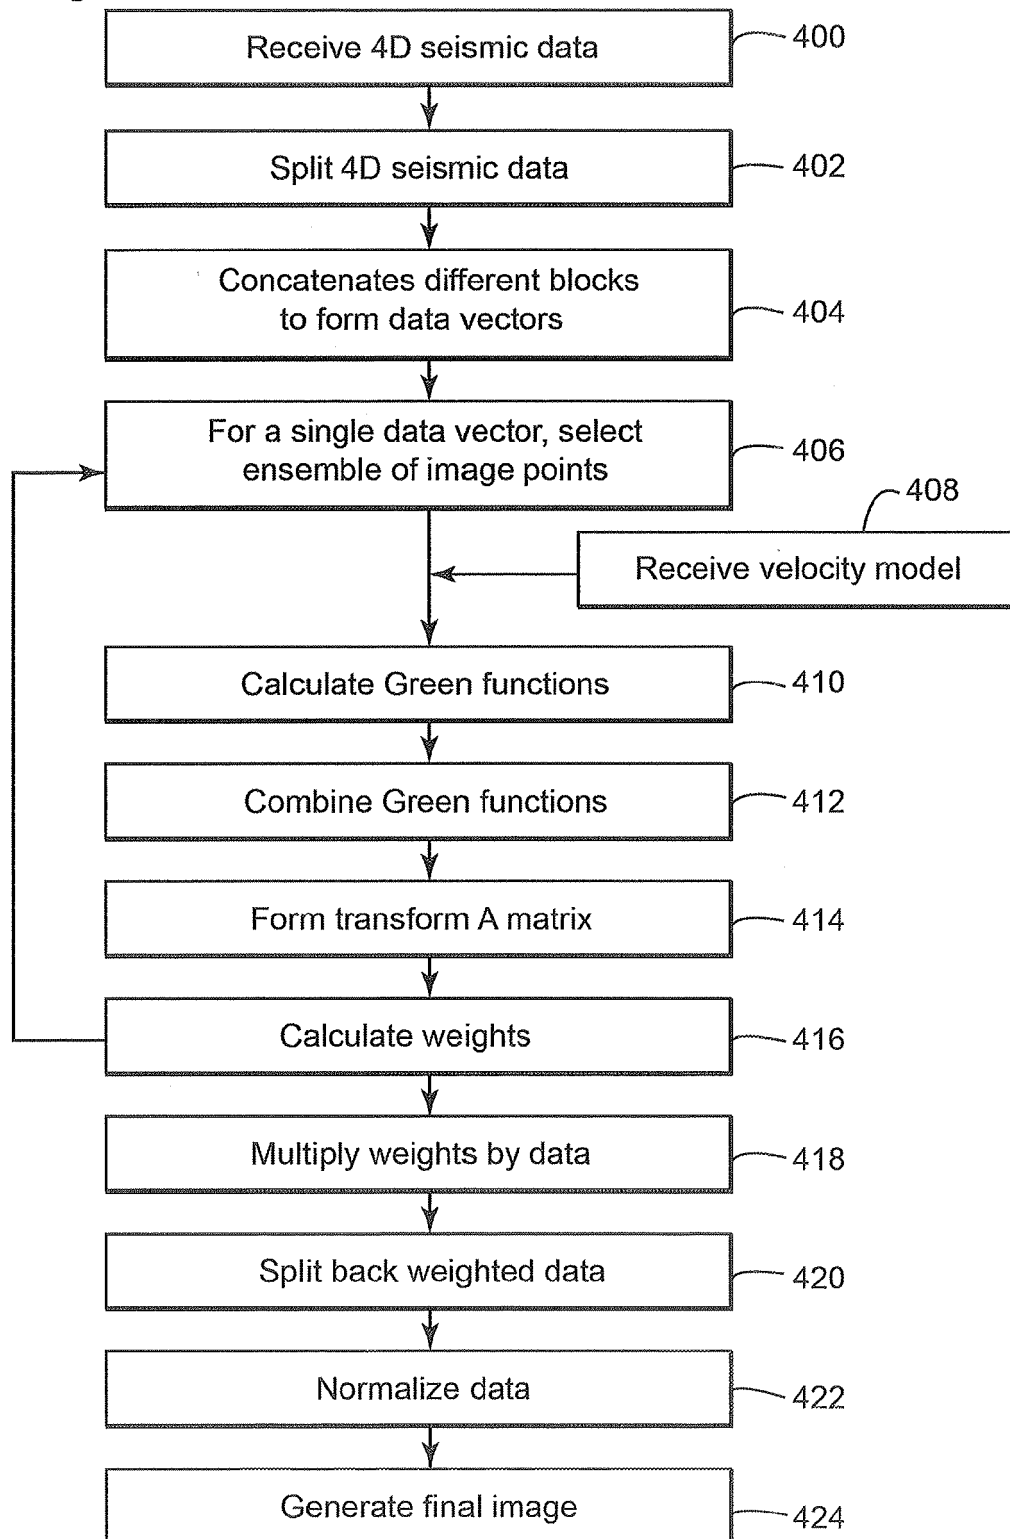 Receive 4D seismic data
400
Split 4D seismic data
402
Concatenates different blocks
to form data vectors
404
For a single data vector, select
ensemble of image points
406
408
Receive velocity model
Calculate Green functions
410
Combine Green functions
412
Form transform A matrix
414
Calculate weights
416
Multiply weights by data
418
Split back weighted data
420
Normalize data
422
Generate final image
424